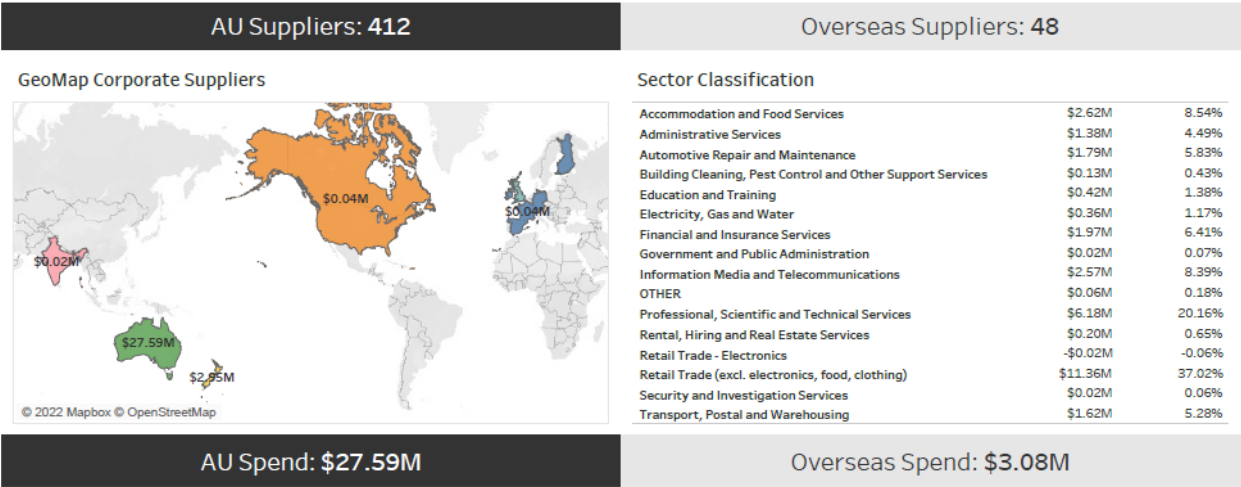 AU Suppliers: 412
Overseas Suppliers: 48
GeoMap Corporate Suppliers
$0.04M
$0.04M
$0.02M
$27.59M
$2.95M
© 2022 Mapbox © OpenStreetMap
Sector Classification
Accommodation and Food Services $2.62M 8.54%
Administrative Services $1.38M 4.49%
Automotive Repair and Maintenance $1.79M 5.83%
Building Cleaning, Pest Control and Other Support Services $0.13M 0.43%
Education and Training $0.42M 1.38%
Electricity, Gas and Water $0.36M 1.17%
Financial and Insurance Services $1.97M 6.41%
Government and Public Administration $0.02M 0.07%
Information Media and Telecommunications $2.57M 8.39%
OTHER $0.06M 0.18%
Professional, Scientific and Technical Services $6.18M 20.16%
Rental, Hiring and Real Estate Services $0.20M 0.65%
Retail Trade - Electronics -$0.02M -0.06%
Retail Trade (excl. electronics, food, clothing) $11.36M 37.02%
Security and Investigation Services $0.02M 0.06%
Transport, Postal and Warehousing $1.62M 5.28%
AU Spend: $27.59M
Overseas Spend: $3.08M